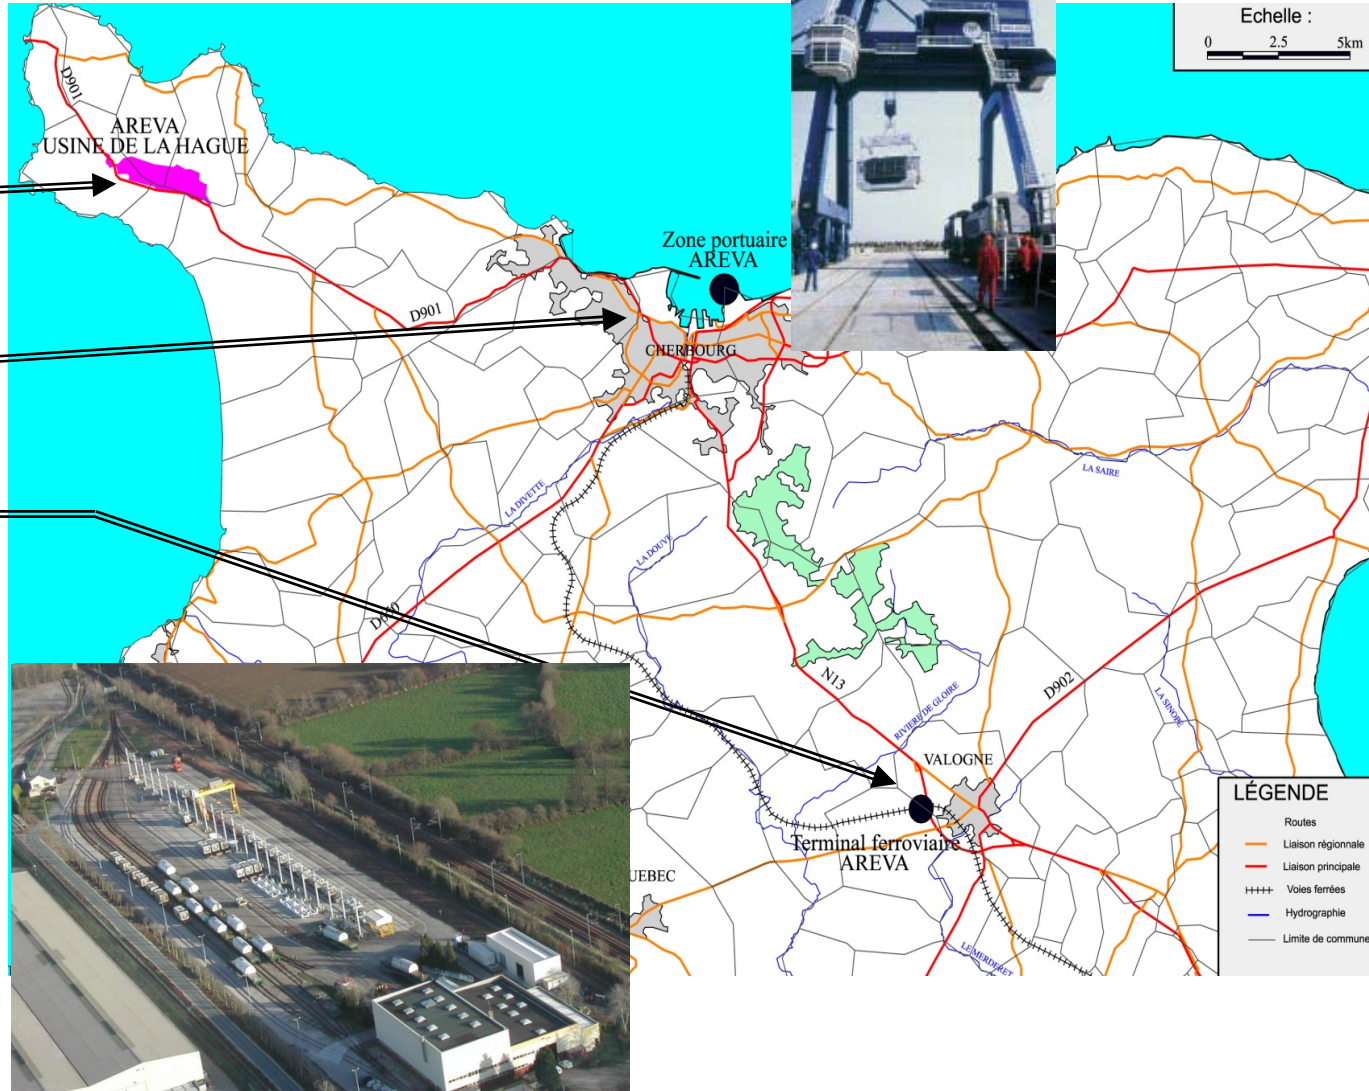 Echelle :
0 2.5 5km
D901
AREVA
USINE DE LA HAGUE
Zone portuaire
AREVA
D901
CHERBOURG
LA SAIRE
LA DIVETTE
LA DOUVE
D650
N13
D902
RIVIERE DE GLOIRE
LA SINOPE
VALOGNE
Terminal ferroviaire
AREVA
UEBEC
LE MERDERET
LÉGENDE
Routes
Liaison régionnale
Liaison principale
Voies ferrées
Hydrographie
Limite de commune